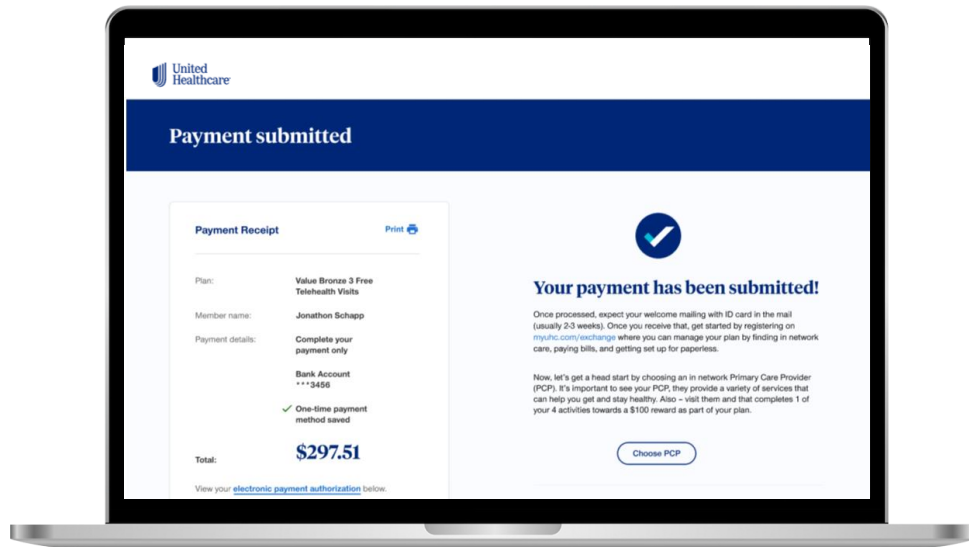 United
Healthcare
Payment submitted
Payment Receipt
Print
Plan:
Value Bronze 3 Free
Telehealth Visits
Member name:
Jonathon Schapp
Payment details:
Complete your
payment only
Bank Account
***3456
One-time payment
method saved
Total:
$297.51
View your electronic payment authorization below.
Your payment has been submitted!
Once processed, expect your welcome mailing with ID card in the mail
(usually 2-3 weeks). Once you receive that, get started by registering on
myuhc.com/exchange where you can manage your plan by finding in network
care, paying bills, and getting set up for paperless.
Now, let's get a head start by choosing an in network Primary Care Provider
(PCP). It's important to see your PCP, they provide a variety of services that
can help you get and stay healthy. Also – visit them and that completes 1 of
your 4 activities towards a $100 reward as part of your plan.
Choose PCP